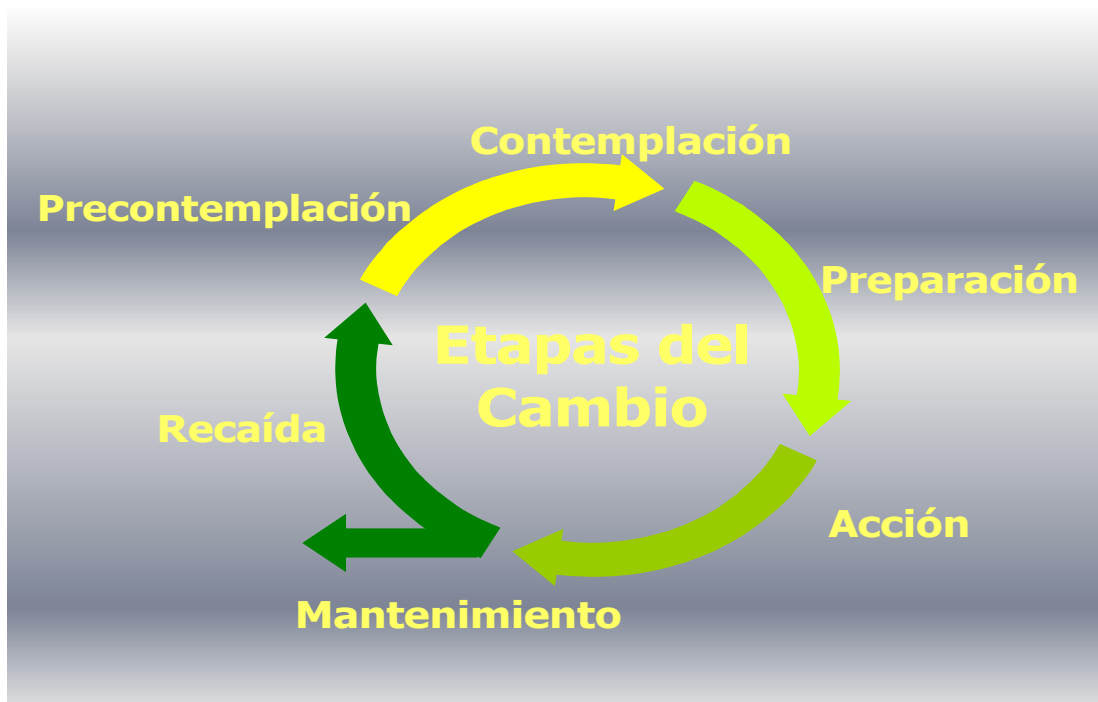 Contemplación
Precontemplación
Preparación
Etapas del
Cambio
Recaída
Acción
Mantenimiento